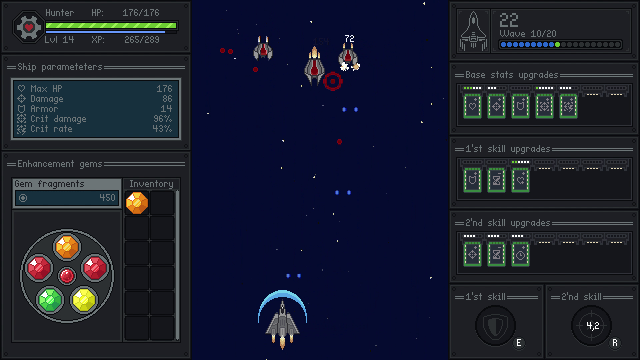 Hunter HP: 176/176
Lvl 14 XP: 265/289
Ship parameteters:
Max HP 176
Damage 86
Armor 14
Crit damage 96%
Crit rate 43%
Enhancement gems
Gem fragments
450
Inventory
72
22
Wave 10/20
Base stats upgrades
1'st skill upgrades
2'nd skill upgrades
1'st skill
E
2'nd skill
4,2
R